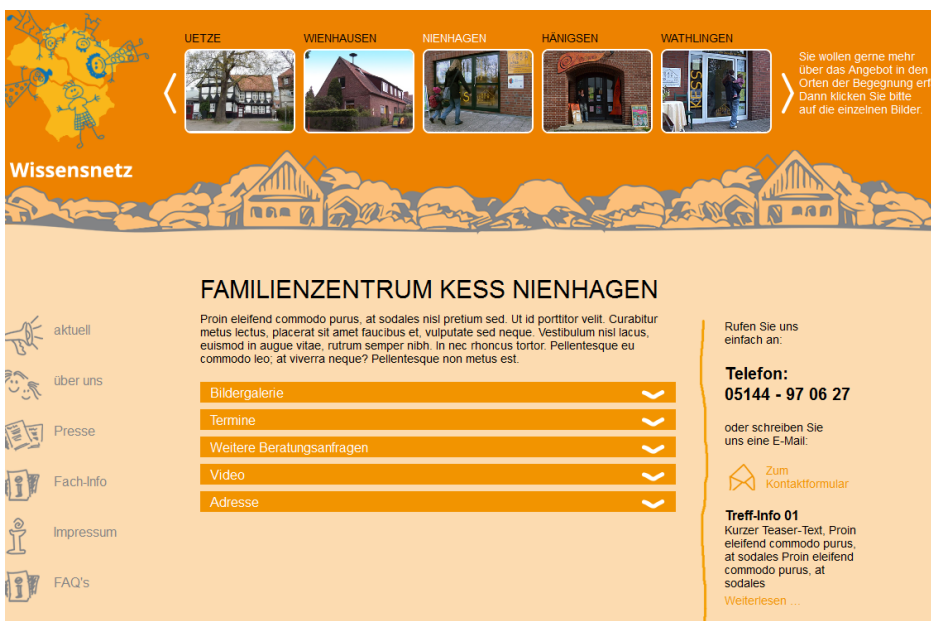 UETZE
WIENHAUSEN
NIENHAGEN
HÄNIGSEN
WATHLINGEN
Sie wollen gerne mehr
über das Angebot in den
Orten der Begegnung erf
Dann klicken Sie bitte
auf die einzelnen Bilder.
Wissensnetz
FAMILIENZENTRUM KESS NIENHAGEN
Proin eleifend commodo purus, at sodales nisl pretium sed. Ut id porttitor velit. Curabitur
metus lectus, placerat sit amet faucibus et, vulputate sed neque. Vestibulum nisl lacus,
euismod in augue vitae, rutrum semper nibh. In nec rhoncus tortor. Pellentesque eu
commodo leo, at viverra neque? Pellentesque non metus est.
Bildergalerie
Termine
Weitere Beratungsanfragen
Video
Adresse
aktuell
über uns
Presse
Fach-Info
Impressum
FAQ's
Rufen Sie uns
einfach an:
Telefon:
05144 - 97 06 27
oder schreiben Sie
uns eine E-Mail:
Zum
Kontaktformular
Treff-Info 01
Kurzer Teaser-Text, Proin
eleifend commodo purus,
at sodales Proin eleifend
commodo purus, at
sodales
Weiterlesen ...